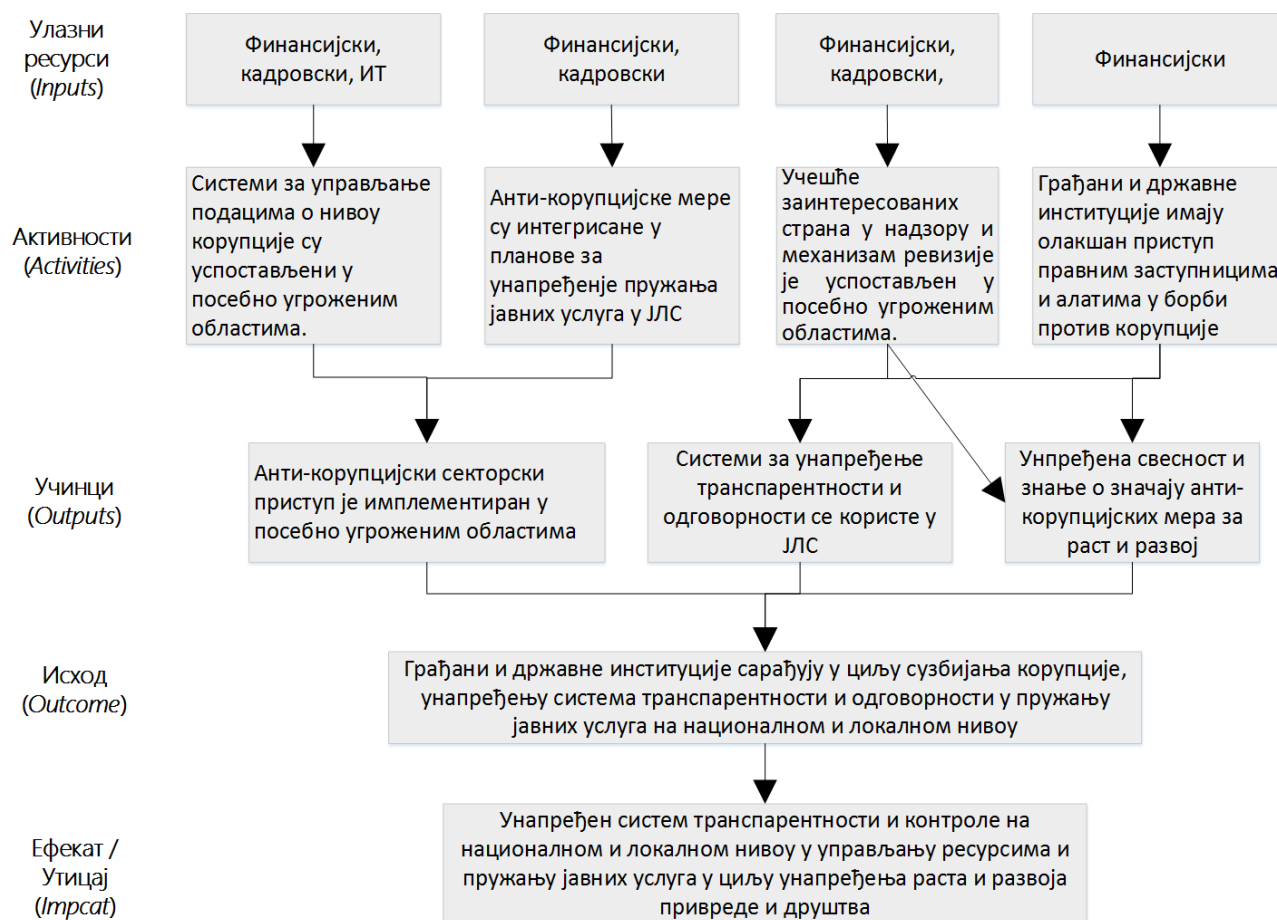 Улазни
ресурси
(Inputs)
Финансијски,
кадровски, ИТ
Финансијски,
кадровски
Финансијски,
кадровски,
Финансијски
Активности
(Activities)
Системи за управљање
подацима о нивоу
корупције су
успостављени у
посебно угроженим
областима.
Анти-корупцијске мере
су интегрисане у
планове за
унапређенје пружања
јавних услуга у ЈЛС
Учешће
заинтересованих
страна у надзору и
механизам ревизије
је успостављен у
посебно угроженим
областима.
Грађани и државне
институције имају
олакшан приступ
правним заступницима
и алатима у борби
против корупције
Учинци
(Outputs)
Анти-корупцијски секторски
приступ је имплементиран у
посебно угроженим областима
Системи за унапређење
транспарентности и
одговорности се користе у
ЈЛС
Унпређена свесност и
знање о значају анти-
корупцијских мера за
раст и развој
Исход
(Outcome)
Грађани и државне институције сарађују у циљу сузбијања корупције,
унапређењу система транспарентности и одговорности у пружању
јавних услуга на националном и локалном нивоу
Ефекат /
Утицај
(Impcat)
Унапређен систем транспарентности и контроле на
националном и локалном нивоу у управљању ресурсима и
пружању јавних услуга у циљу унапређења раста и развоја
привреде и друштва